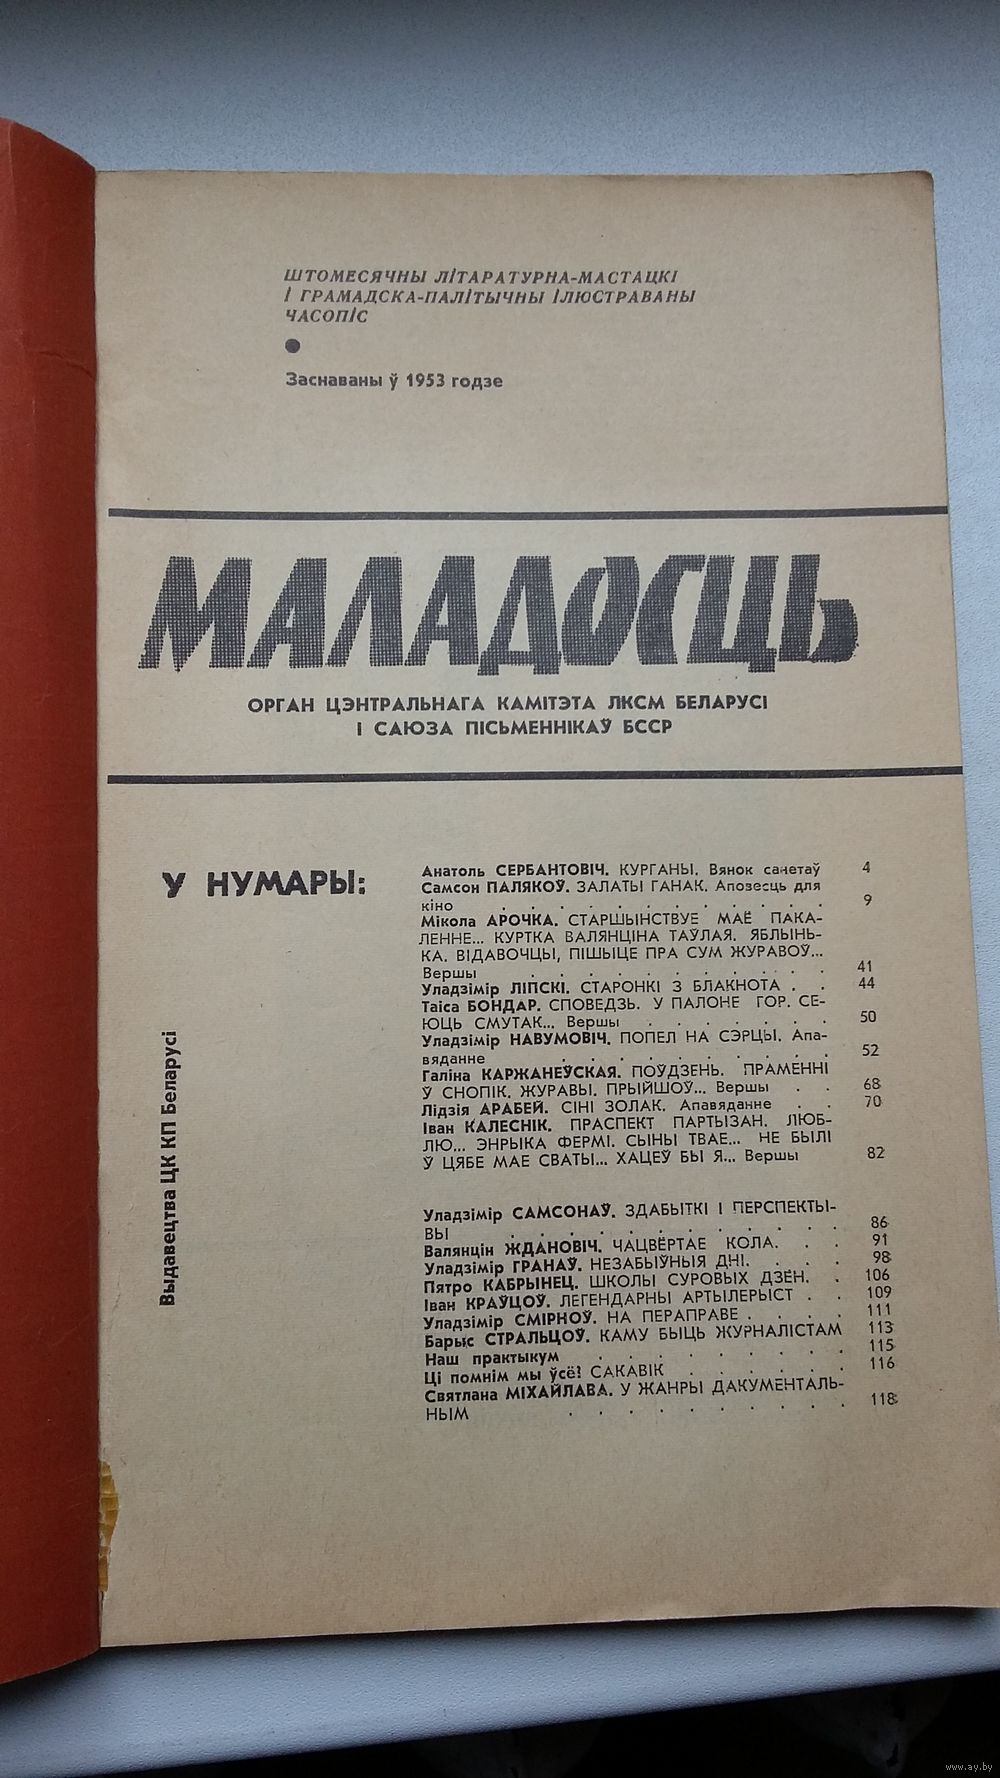 ШТОМЕСЯЧНЫ ЛІТАРАТУРНА-МАСТАЦКІ
І ГРАМАДСКА-ПАЛІТЫЧНЫ ІЛЮСТРАВАНЫ
ЧАСОПІС
Заснаваны ў 1953 годзе
МАЛАДОСЦЬ
ОРГАН ЦЭНТРАЛЬНАГА КАМІТЭТА ЛКСМ БЕЛАРУСІ
І САЮЗА ПІСЬМЕННІКАЎ БССР
У НУМАРЫ:
Анатоль СЕРБАНТОВІЧ. КУРГАНЫ. Вянок санетаў 4
Самсон ПАЛЯКОЎ. ЗАЛАТЫ ГАНАК. Аповесць для
кіно . . . . . . . . . . . 9
Мікола АРОЧКА. СТАРШЫНСТВУЕ МАЁ ПАКА-
ЛЕННЕ... КУРТКА ВАЛЯНЦІНА ТАЎЛАЯ. ЯБЛЫНЬ-
КА. ВІДАВОЧЦЫ, ПІШЫЦЕ ПРА СУМ ЖУРАВОЎ...
Вершы . . . . . . . . . . 41
Уладзімір ЛІПСКІ. СТАРОНКІ З БЛАКНОТА . . 44
Таіса БОНДАР. СПОВЕДЗЬ. У ПАЛОНЕ ГОР. СЕ-
ЮЦЬ СМУТАК... Вершы . . . . . . . 50
Уладзімір НАВУМОВІЧ. ПОПЕЛ НА СЭРЦЫ. Апа-
вяданне . . . . . . . . . . 52
Галіна КАРЖАНЕЎСКАЯ. ПОЎДЗЕНЬ. ПРАМЕННІ
Ў СНОПІК. ЖУРАВЫ. ПРЫЙШОЎ... Вершы . . 68
Лідзія АРАБЕЙ. СІНІ ЗОЛАК. Апавяданне . . 70
Іван КАЛЕСНІК. ПРАСПЕКТ ПАРТЫЗАН. ЛЮБ-
ЛЮ... ЭНРЫКА ФЕРМІ. СЫНЫ ТВАЕ... НЕ БЫЛІ
Ў ЦЯБЕ МАЕ СВАТЫ... ХАЦЕЎ БЫ Я... Вершы 82
Уладзімір САМСОНАЎ. ЗДАБЫТКІ І ПЕРСПЕКТЫ-
ВЫ . . . . . . . . . . . 86
Валянцін ЖДАНОВІЧ. ЧАЦВЁРТАЕ КОЛА. . . 91
Уладзімір ГРАНАЎ. НЕЗАБЫЎНЫЯ ДНІ. . . . 98
Пятро КАБРЫНЕЦ. ШКОЛЫ СУРОВЫХ ДЗЁН. . 106
Іван КРАЎЦОЎ. ЛЕГЕНДАРНЫ АРТЫЛЕРЫСТ . . 109
Уладзімір СМІРНОЎ. НА ПЕРАПРАВЕ . . . . 111
Барыс СТРАЛЬЦОЎ. КАМУ БЫЦЬ ЖУРНАЛІСТАМ 113
Наш практыкум . . . . . . . . . 115
Ці помнім мы ўсё? САКАВІК . . . . . . 116
Святлана МІХАЙЛАВА. У ЖАНРЫ ДАКУМЕНТАЛЬ-
НЫМ . . . . . . . . . . 118
Выдавецтва ЦК КП Беларусі
www.ay.by